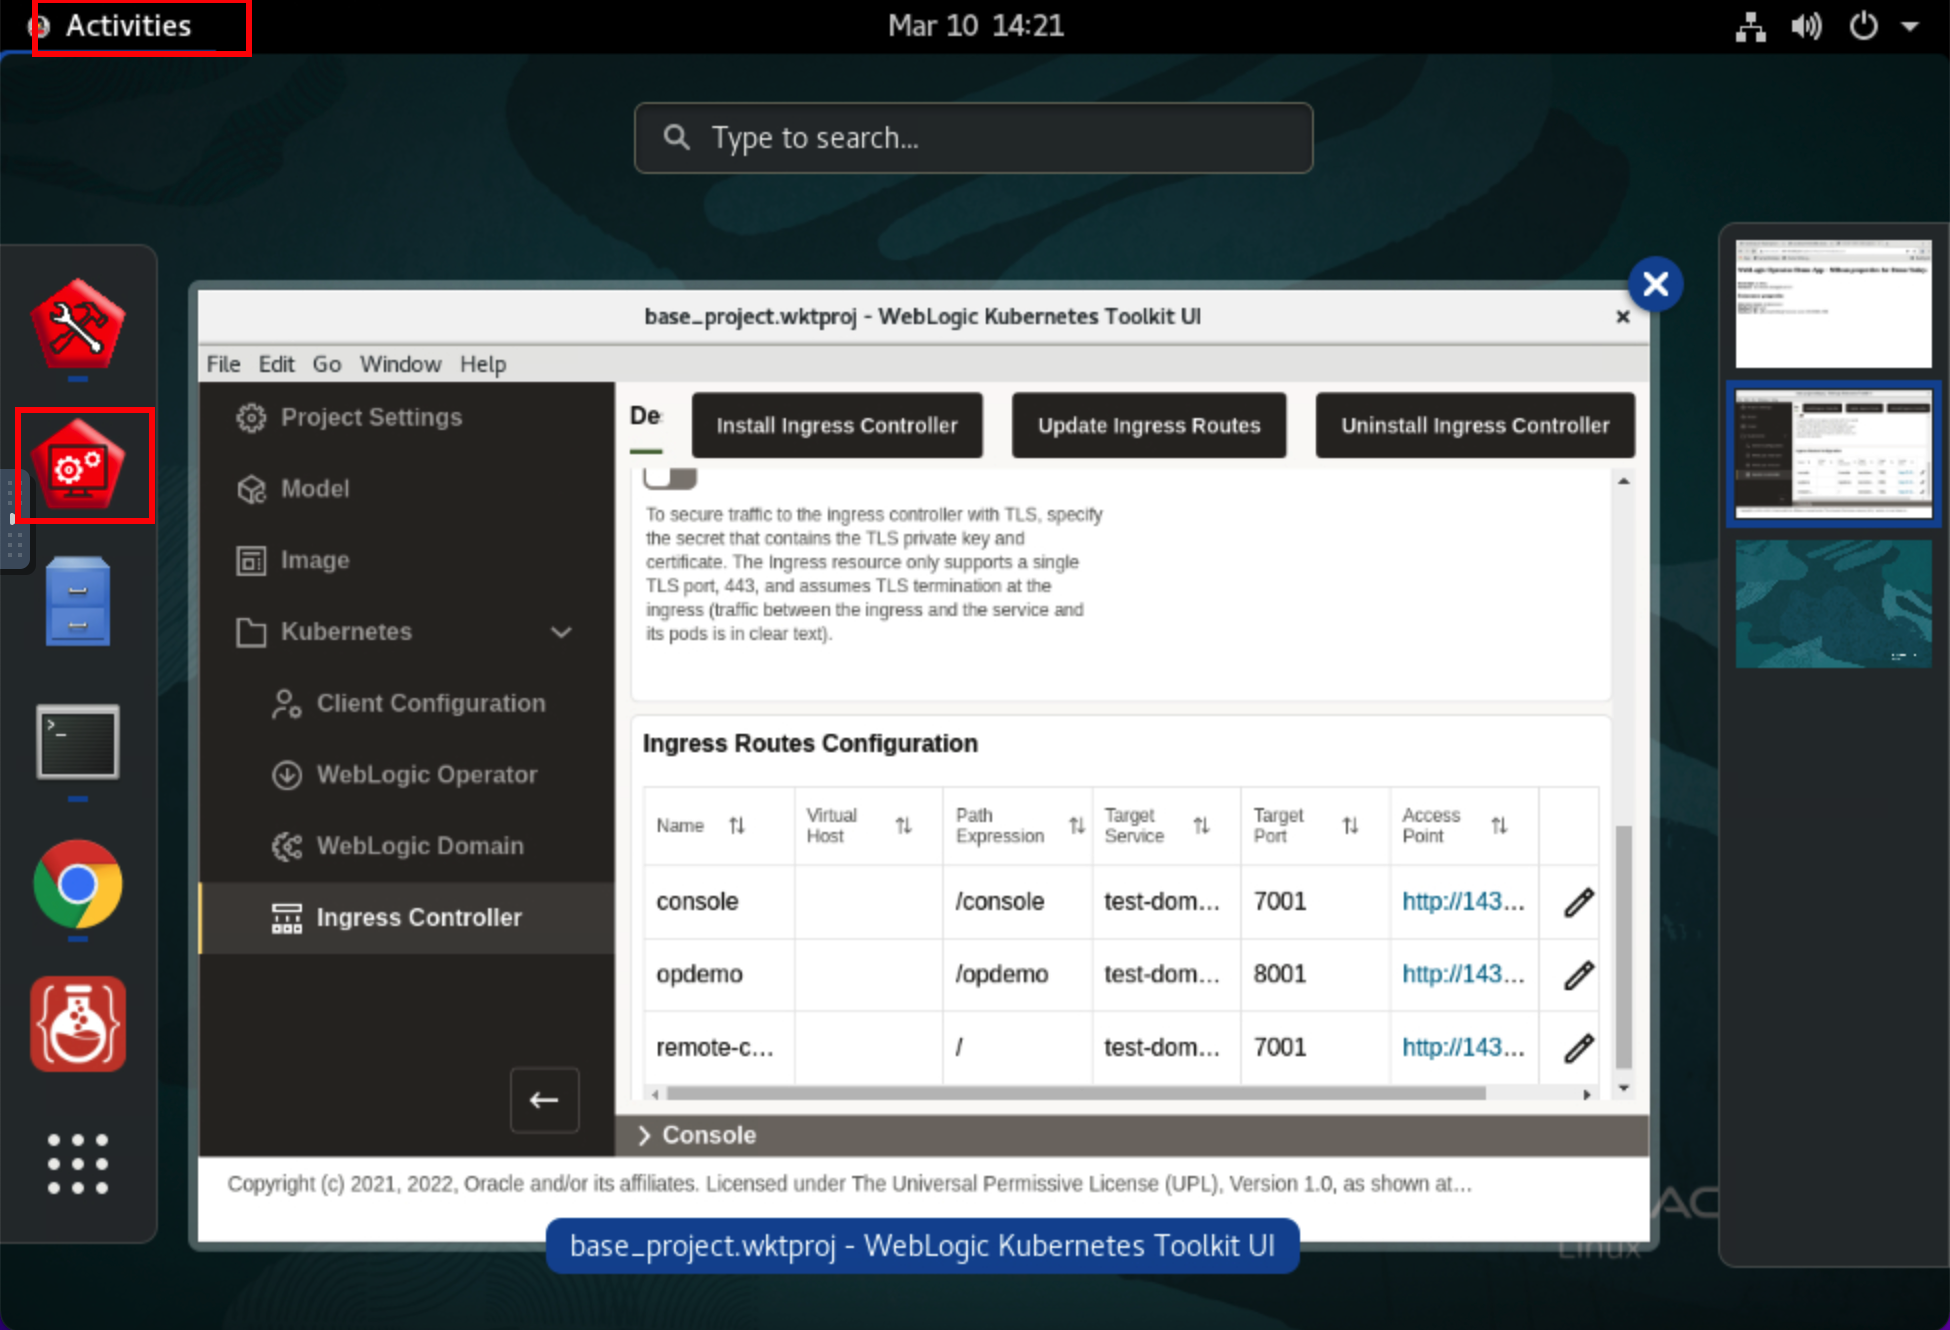 Activities
Mar 10 14:21
Type to search...
base_project.wktproj - WebLogic Kubernetes Toolkit UI
File Edit Go Window Help
Project Settings
Model
Image
Kubernetes
Client Configuration
WebLogic Operator
WebLogic Domain
Ingress Controller
De
Install Ingress Controller
Update Ingress Routes
Uninstall Ingress Controller
To secure traffic to the ingress controller with TLS, specify
the secret that contains the TLS private key and
certificate. The Ingress resource only supports a single
TLS port, 443, and assumes TLS termination at the
ingress (traffic between the ingress and the service and
its pods is in clear text).
Ingress Routes Configuration
Name Virtual Host Path Expression Target Service Target Port Access Point
console /console test-dom... 7001 http://143...
opdemo /opdemo test-dom... 8001 http://143...
remote-c... / test-dom... 7001 http://143...
Console
Copyright (c) 2021, 2022, Oracle and/or its affiliates. Licensed under The Universal Permissive License (UPL), Version 1.0, as shown at...
base_project.wktproj - WebLogic Kubernetes Toolkit UI
AC
Linux